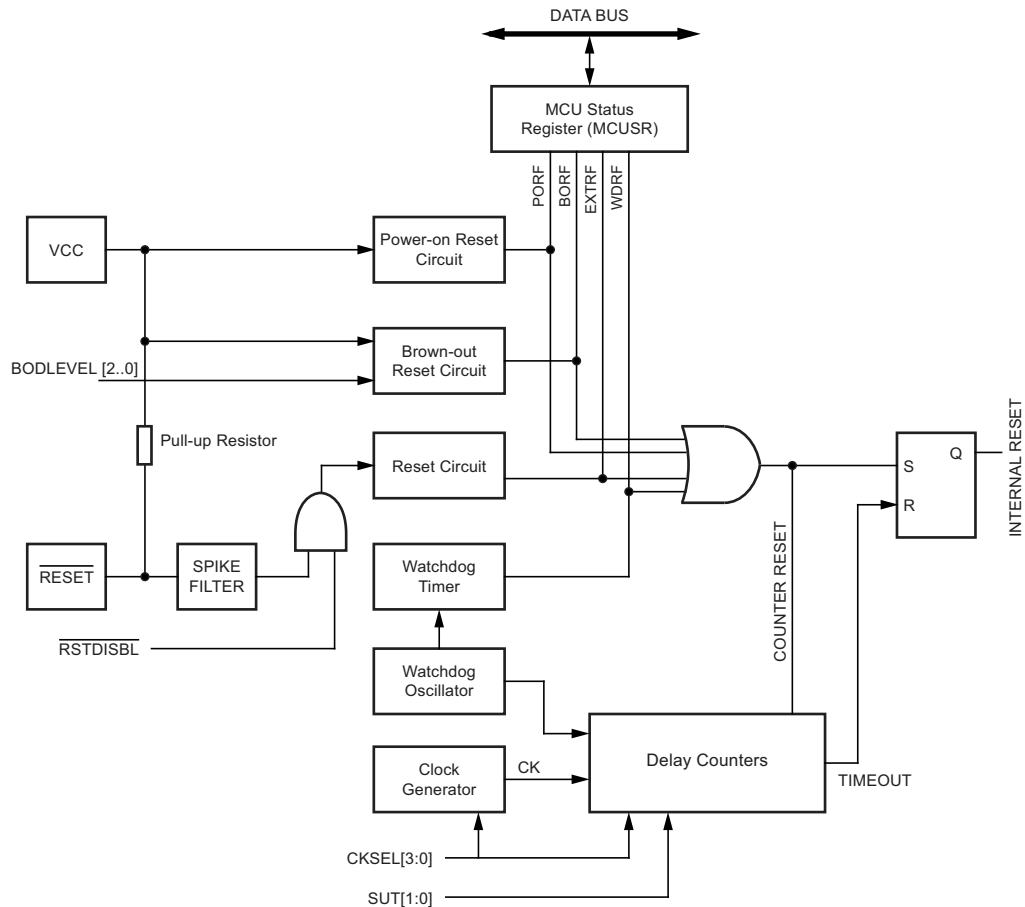 DATA BUS
MCU Status
Register (MCUSR)
PORF
BORF
EXTRF
WDRF
VCC
Power-on Reset
Circuit
Brown-out
Reset Circuit
BODLEVEL [2..0]
Pull-up Resistor
Reset Circuit
S
Q
R
INTERNAL RESET
RESET
SPIKE
FILTER
Watchdog
Timer
RSTDISBL
COUNTER RESET
Watchdog
Oscillator
Delay Counters
Clock
Generator
CK
TIMEOUT
CKSEL[3:0]
SUT[1:0]